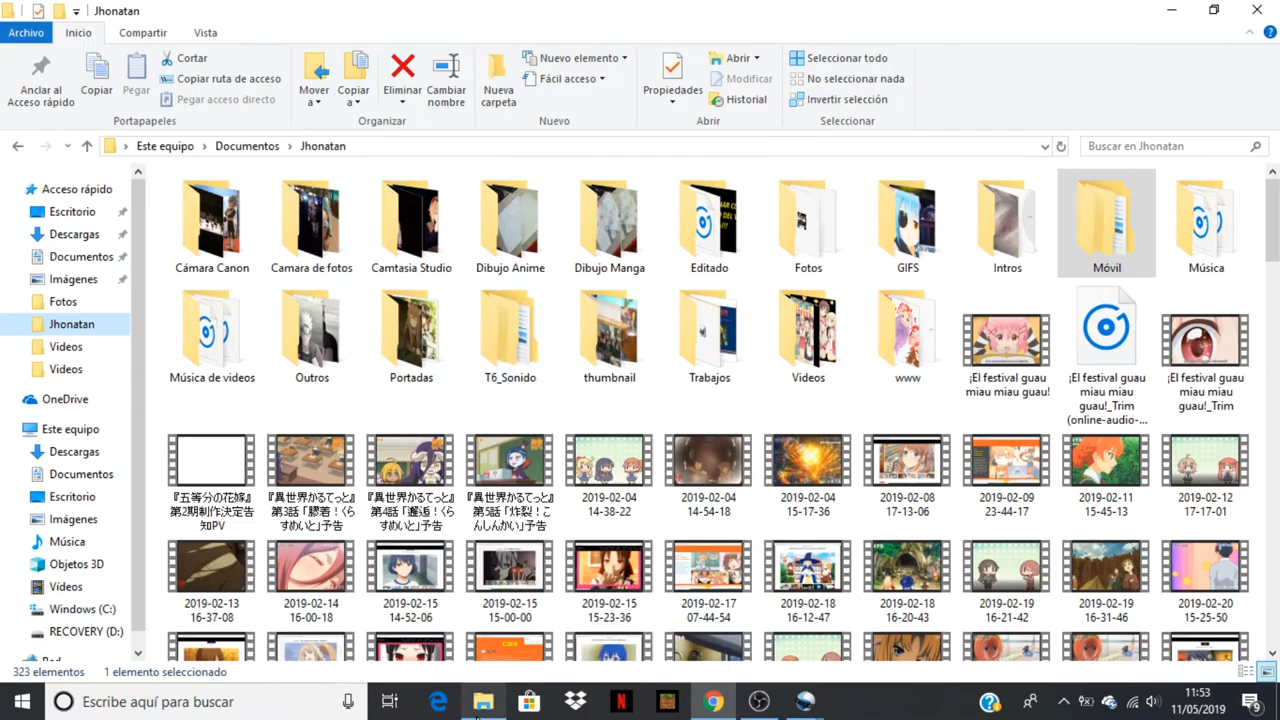 Jhonatan
Archivo
Inicio
Compartir
Vista
Anclar al
Acceso rápido
Copiar
Pegar
Cortar
Copiar ruta de acceso
Pegar acceso directo
Portapapeles
Mover
a
Copiar
a
Eliminar
Cambiar
nombre
Organizar
Nueva
carpeta
Nuevo elemento
Fácil acceso
Nuevo
Propiedades
Abrir
Modificar
Historial
Abrir
Seleccionar todo
No seleccionar nada
Invertir selección
Seleccionar
Este equipo > Documentos > Jhonatan
Buscar en Jhonatan
Acceso rápido
Escritorio
Descargas
Documentos
Imágenes
Fotos
Jhonatan
Videos
Videos
OneDrive
Este equipo
Descargas
Documentos
Escritorio
Imágenes
Música
Objetos 3D
Vídeos
Windows (C:)
RECOVERY (D:)
Cámara Canon
Camara de fotos
Camtasia Studio
Dibujo Anime
Dibujo Manga
Editado
Fotos
GIFS
Intros
Móvil
Música
Música de videos
Outros
Portadas
T6_Sonido
thumbnail
Trabajos
Videos
www
¡El festival guau
miau miau guau!
¡El festival guau
miau miau
guau!_Trim
(online-audio-...
¡El festival guau
miau miau
guau!_Trim
『五等分の花嫁』
第2期制作決定告
知PV
『異世界かるてっと』
第3話「膠着！くら
すめいと」予告
『異世界かるてっと』
第4話「邂逅！くら
すめいと」予告
『異世界かるてっと』
第5話「炸裂！こ
んしんかい」予告
2019-02-04
14-38-22
2019-02-04
14-54-18
2019-02-04
15-17-36
2019-02-08
17-13-06
2019-02-09
23-44-17
2019-02-11
15-45-13
2019-02-12
17-17-01
2019-02-13
16-37-08
2019-02-14
16-00-18
2019-02-15
14-52-06
2019-02-15
15-00-00
2019-02-15
15-23-36
2019-02-17
07-44-54
2019-02-18
16-12-47
2019-02-18
16-20-43
2019-02-19
16-21-42
2019-02-19
16-31-46
2019-02-20
15-25-50
323 elementos
1 elemento seleccionado
Escribe aquí para buscar
11:53
11/05/2019
9